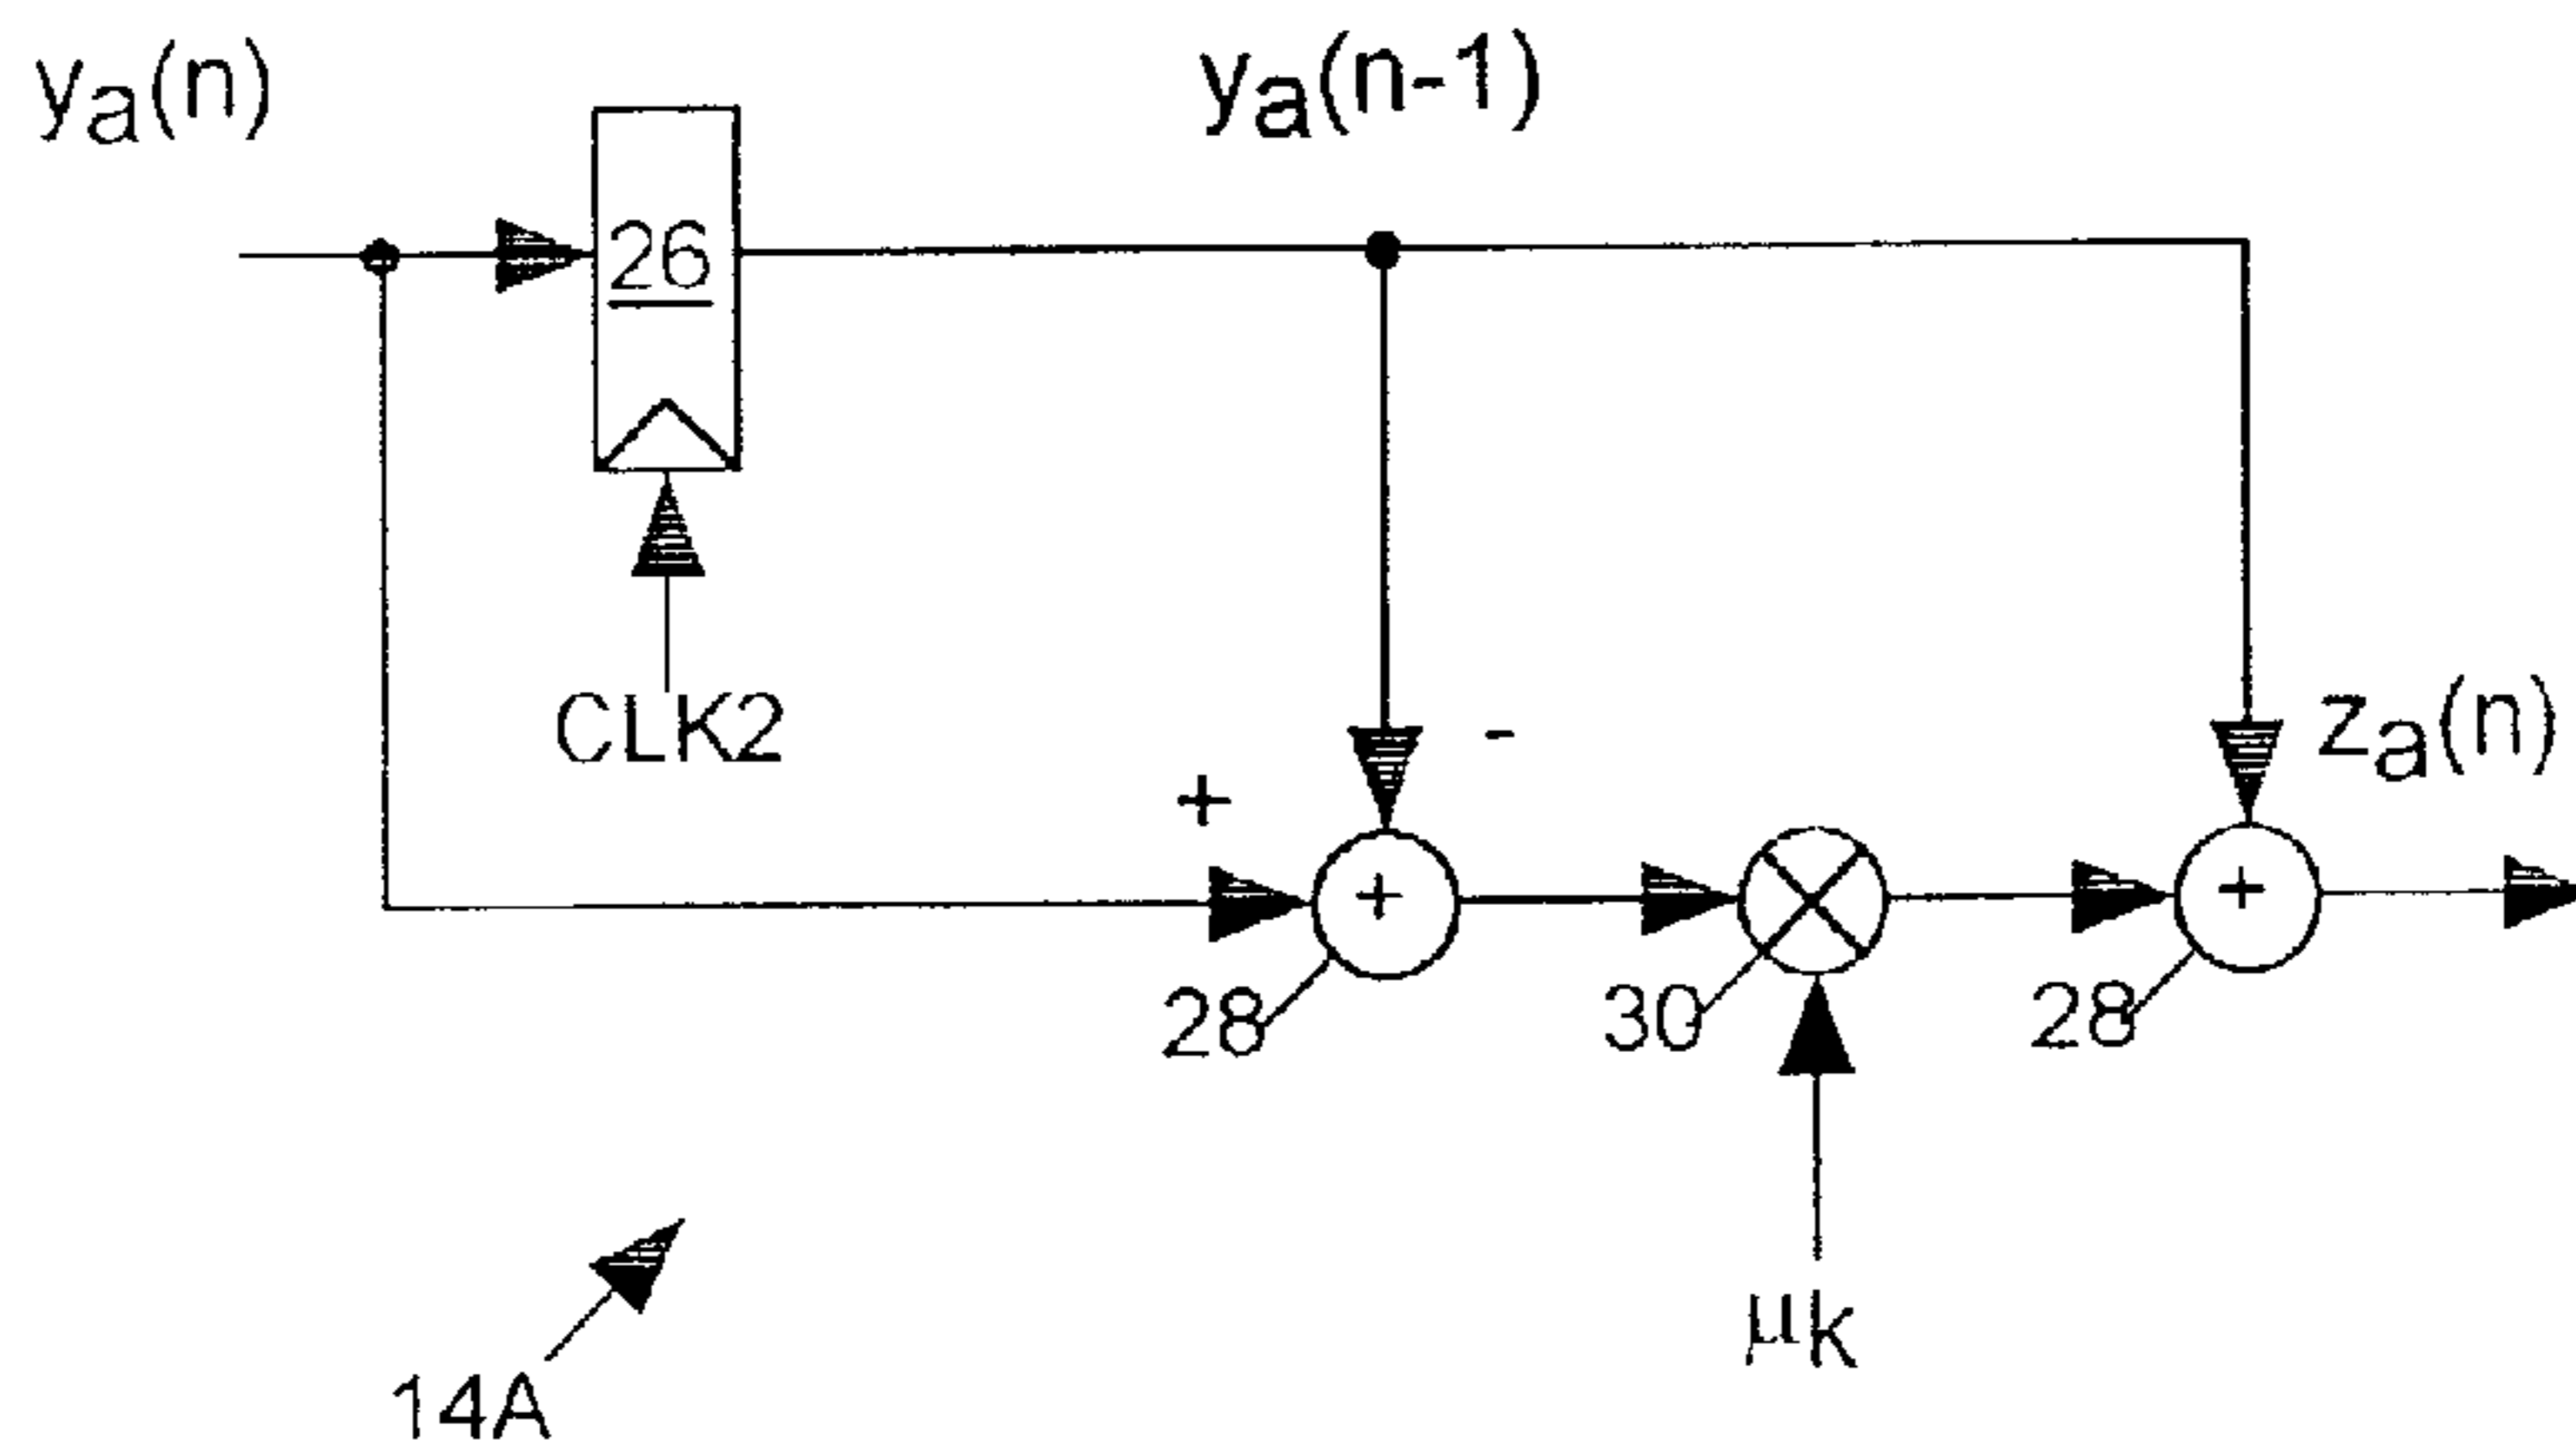 ya(n)
ya(n-1)
26
CLK2
-
+
za(n)
+
+
28
30
28
μk
14A